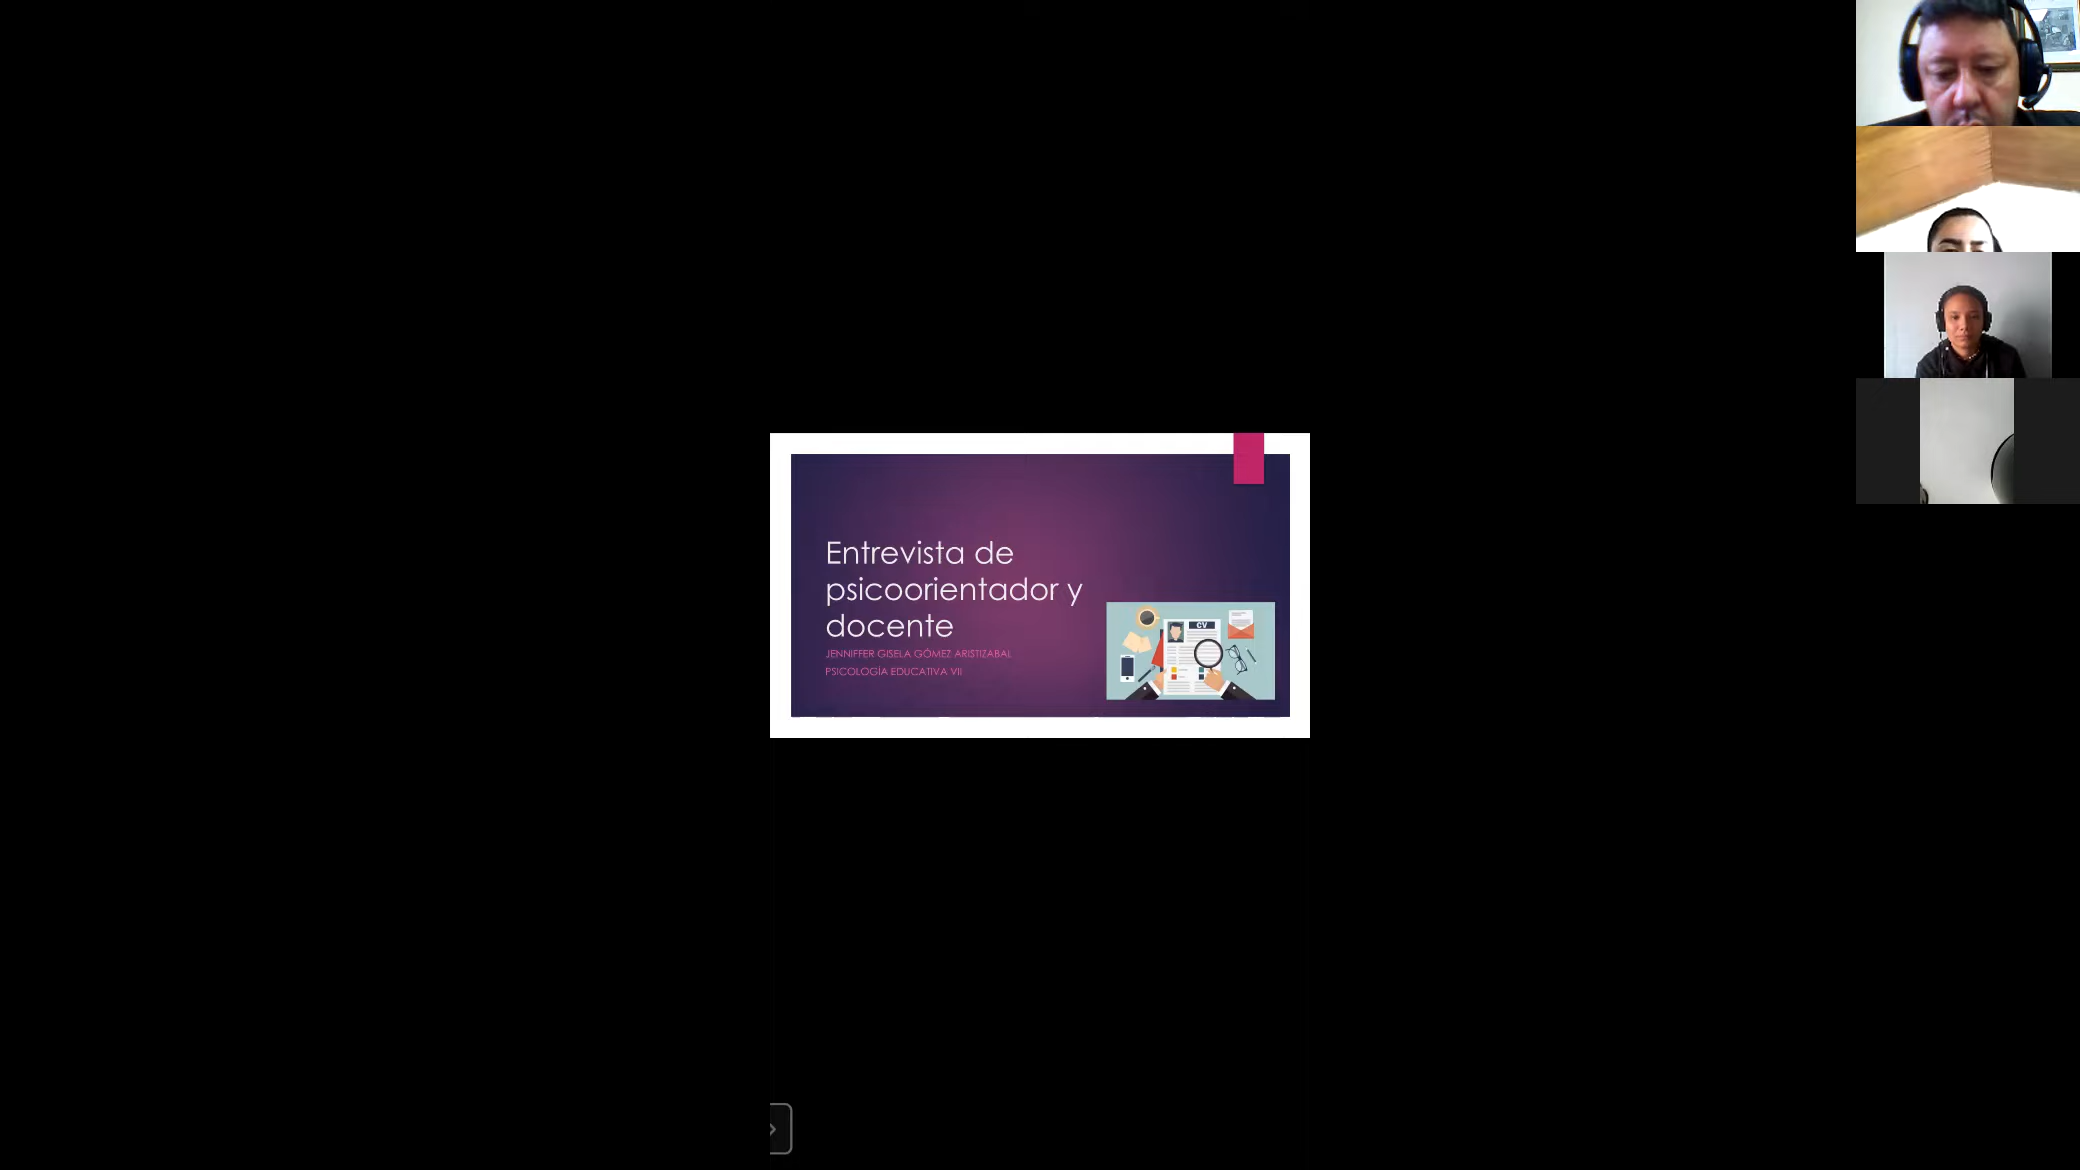 Entrevista de
psicoorientador y
docente
JENNIFFER GISELA GÓMEZ ARISTIZABAL
PSICOLOGÍA EDUCATIVA VII
CV